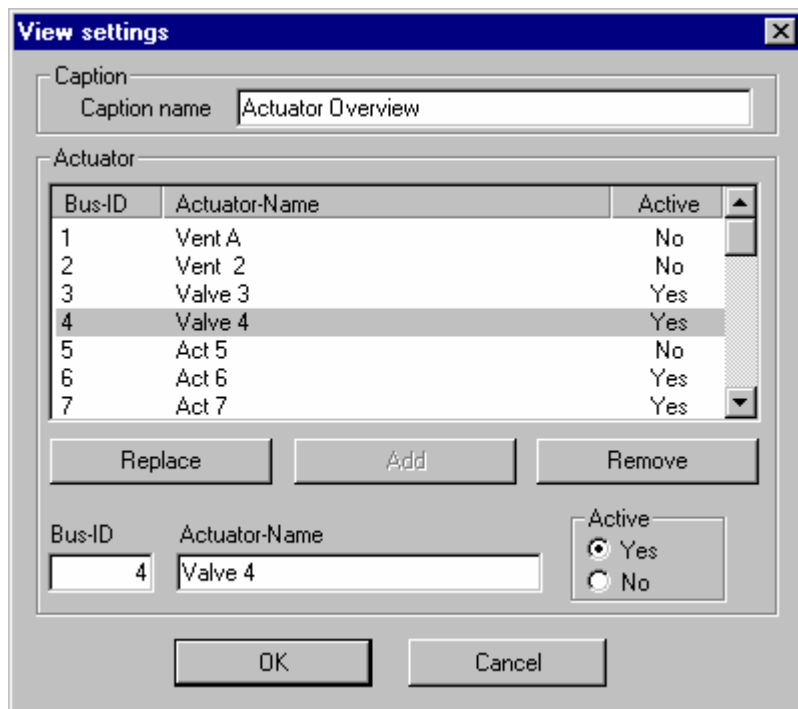 View settings
Caption
Caption name Actuator Overview
Actuator
Bus-ID Actuator-Name Active
1 Vent A No
2 Vent 2 No
3 Valve 3 Yes
4 Valve 4 Yes
5 Act 5 No
6 Act 6 Yes
7 Act 7 Yes
Replace Add Remove
Bus-ID Actuator-Name Active
4 Valve 4 Yes
No
OK Cancel